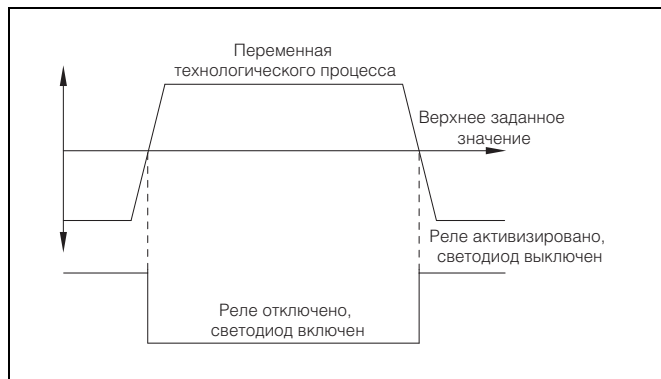 Переменная
технологического процесса
Верхнее заданное
значение
Реле активизировано,
светодиод выключен
Реле отключено,
светодиод включен